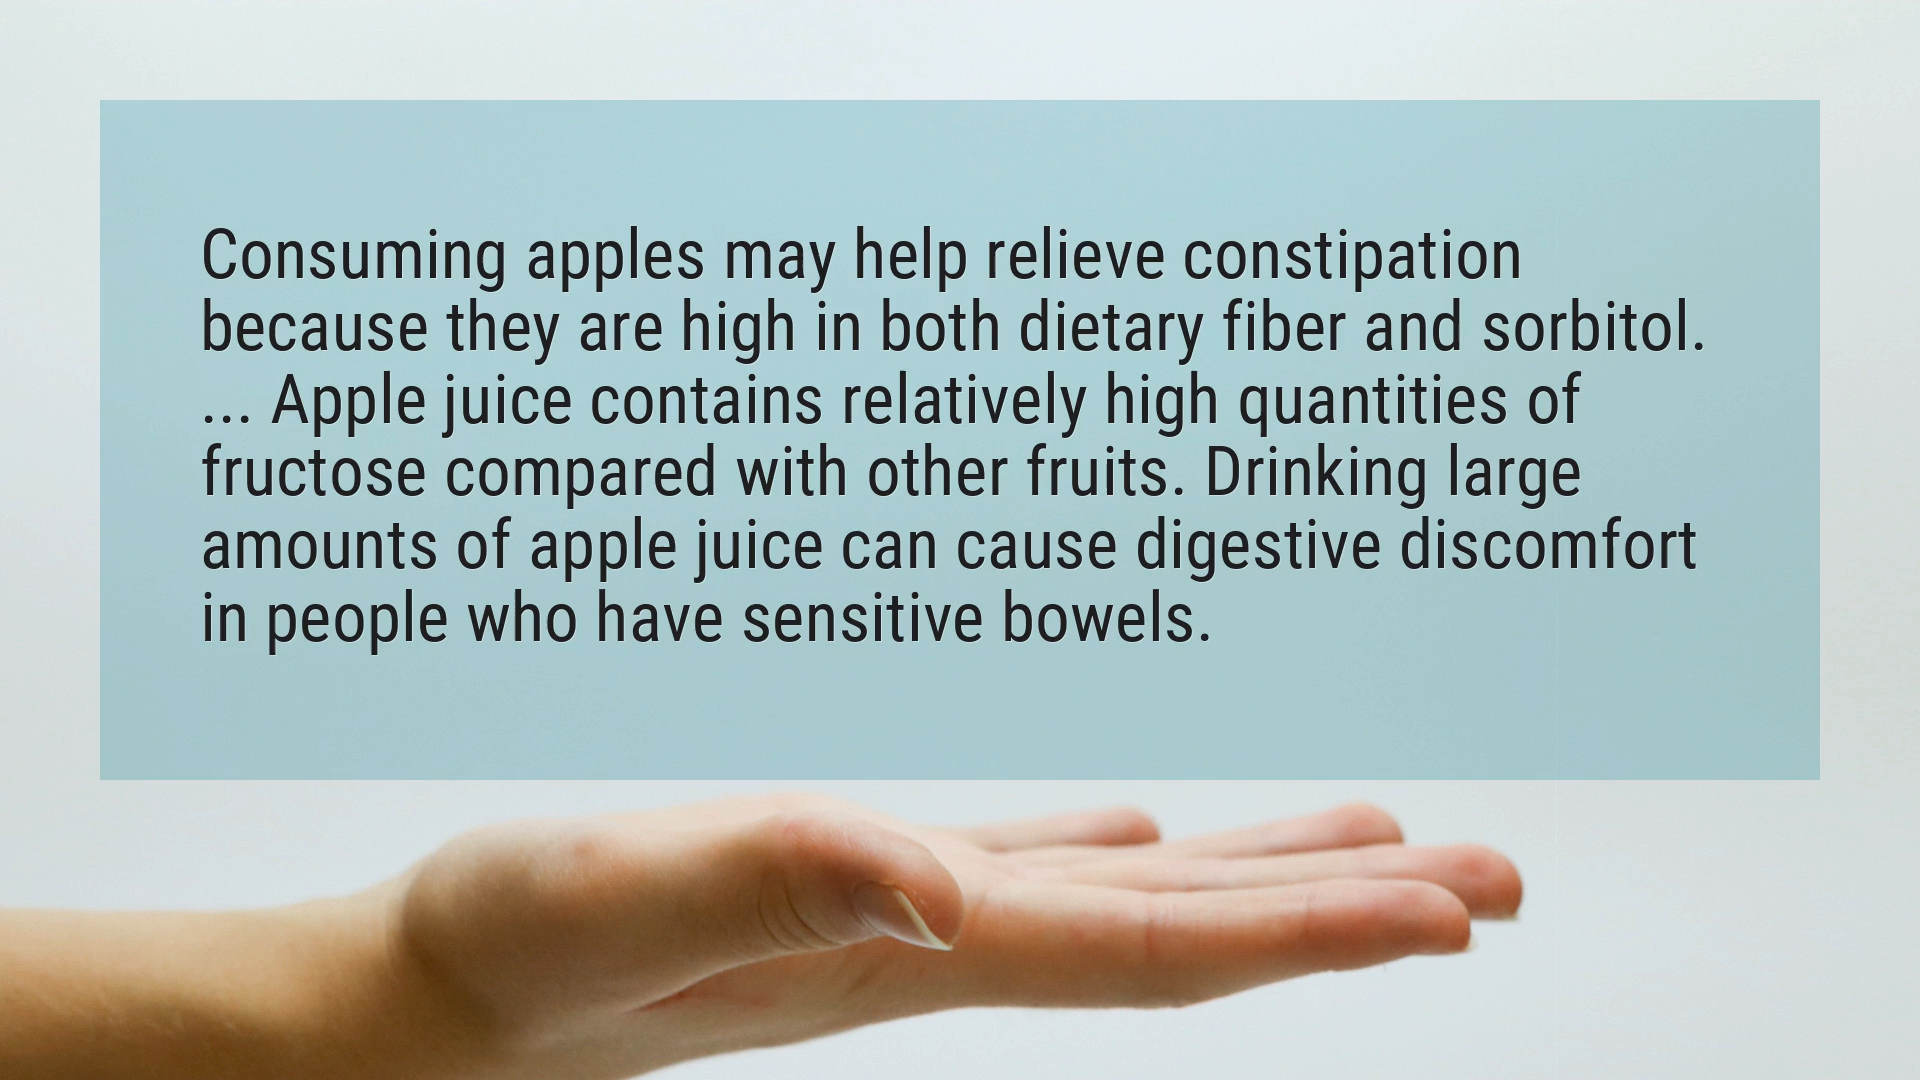 Consuming apples may help relieve constipation
because they are high in both dietary fiber and sorbitol.
... Apple juice contains relatively high quantities of
fructose compared with other fruits. Drinking large
amounts of apple juice can cause digestive discomfort
in people who have sensitive bowels.